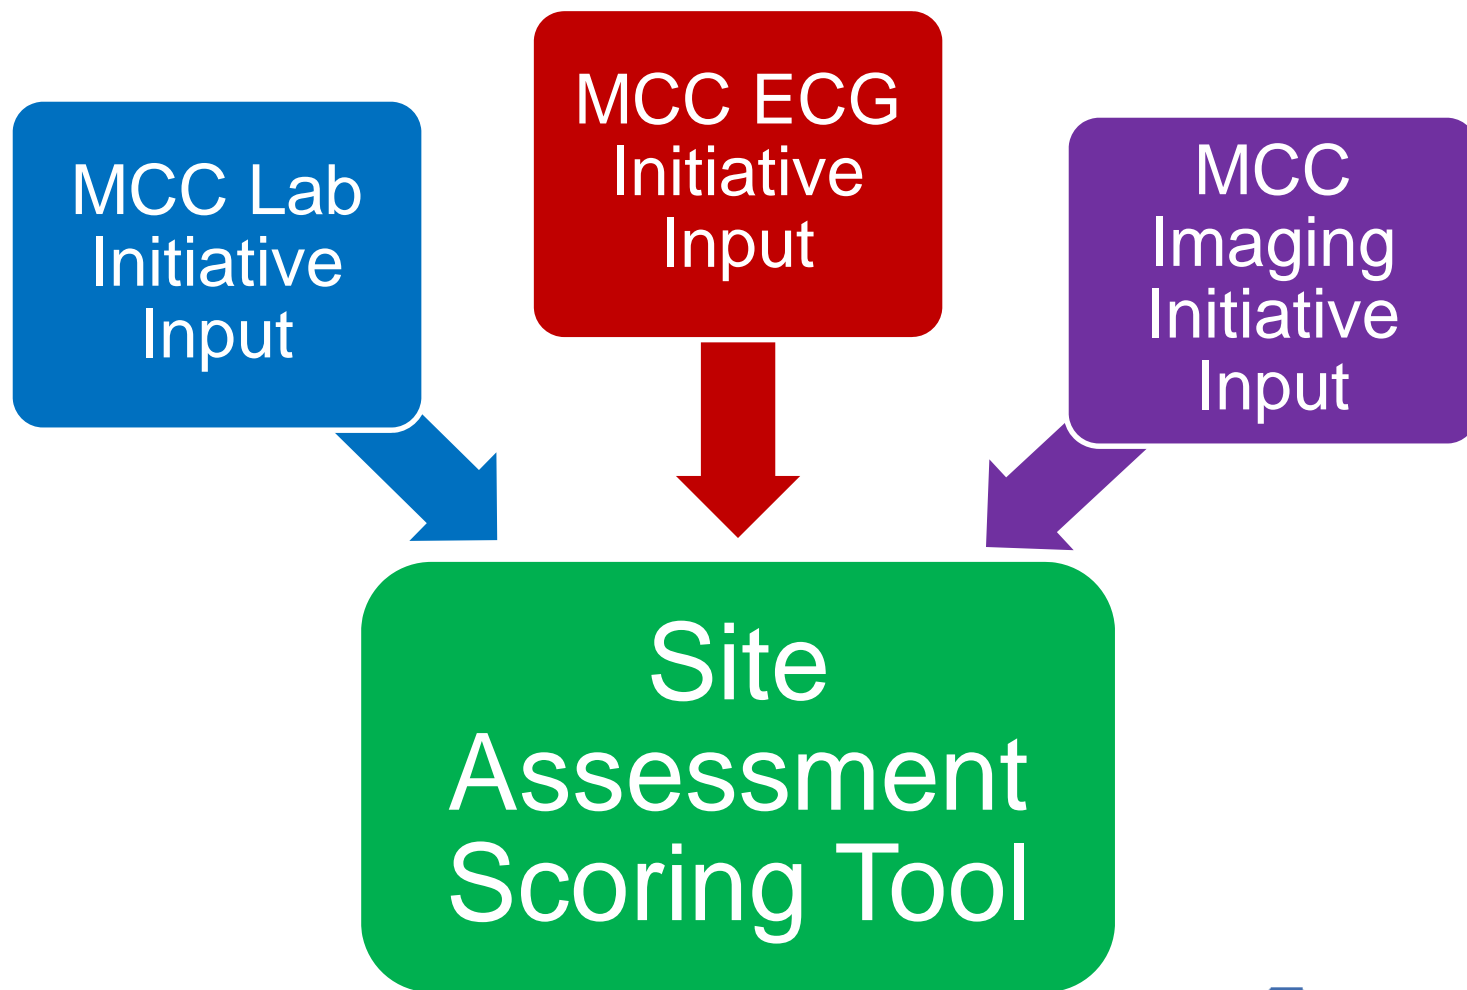 MCC Lab
Initiative
Input
MCC ECG
Initiative
Input
MCC
Imaging
Initiative
Input
Site
Assessment
Scoring Tool